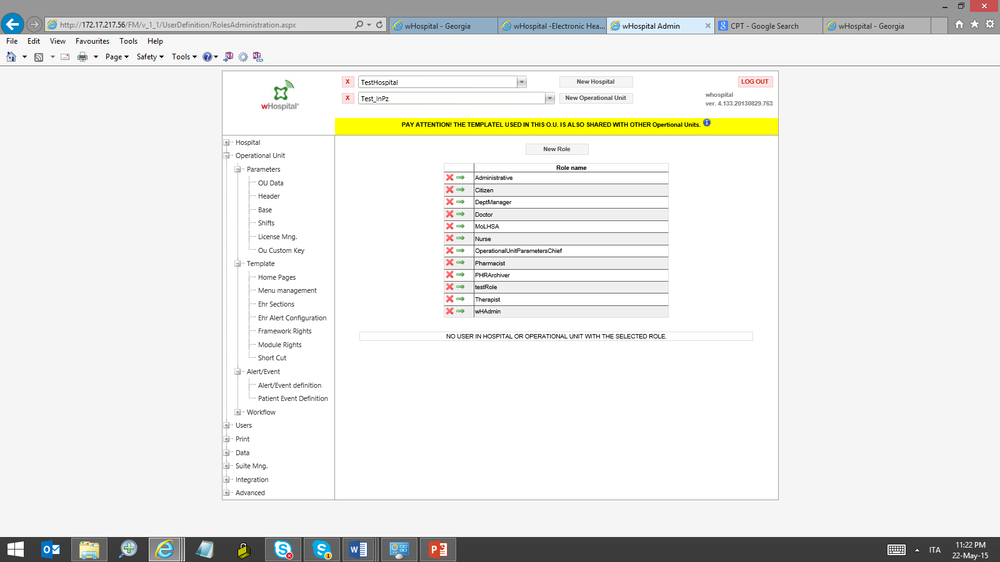 http://172.17.217.56/FM/v_1_1/UserDefinition/RolesAdministration.aspx
wHospital - Georgia
wHospital -Electronic Hea...
wHospital Admin
CPT - Google Search
wHospital - Georgia
File Edit View Favourites Tools Help
Page Safety Tools
wHospital
X TestHospital New Hospital LOG OUT
X Test_InPz New Operational Unit
whospital
ver. 4.133.20130829.763
PAY ATTENTION! THE TEMPLATEL USED IN THIS O.U. IS ALSO SHARED WITH OTHER Opertional Units.
Hospital
Operational Unit
Parameters
OU Data
Header
Base
Shifts
License Mng.
Ou Custom Key
Template
Home Pages
Menu management
Ehr Sections
Ehr Alert Configuration
Framework Rights
Module Rights
Short Cut
Alert/Event
Alert/Event definition
Patient Event Definition
Workflow
Users
Print
Data
Suite Mng.
Integration
Advanced
New Role
Role name
Administrative
Citizen
DeptManager
Doctor
MoLHSA
Nurse
OperationalUnitParametersChief
Pharmacist
PHRArchiver
testRole
Therapist
wHAdmin
NO USER IN HOSPITAL OR OPERATIONAL UNIT WITH THE SELECTED ROLE.
ITA
11:22 PM
22-May-15